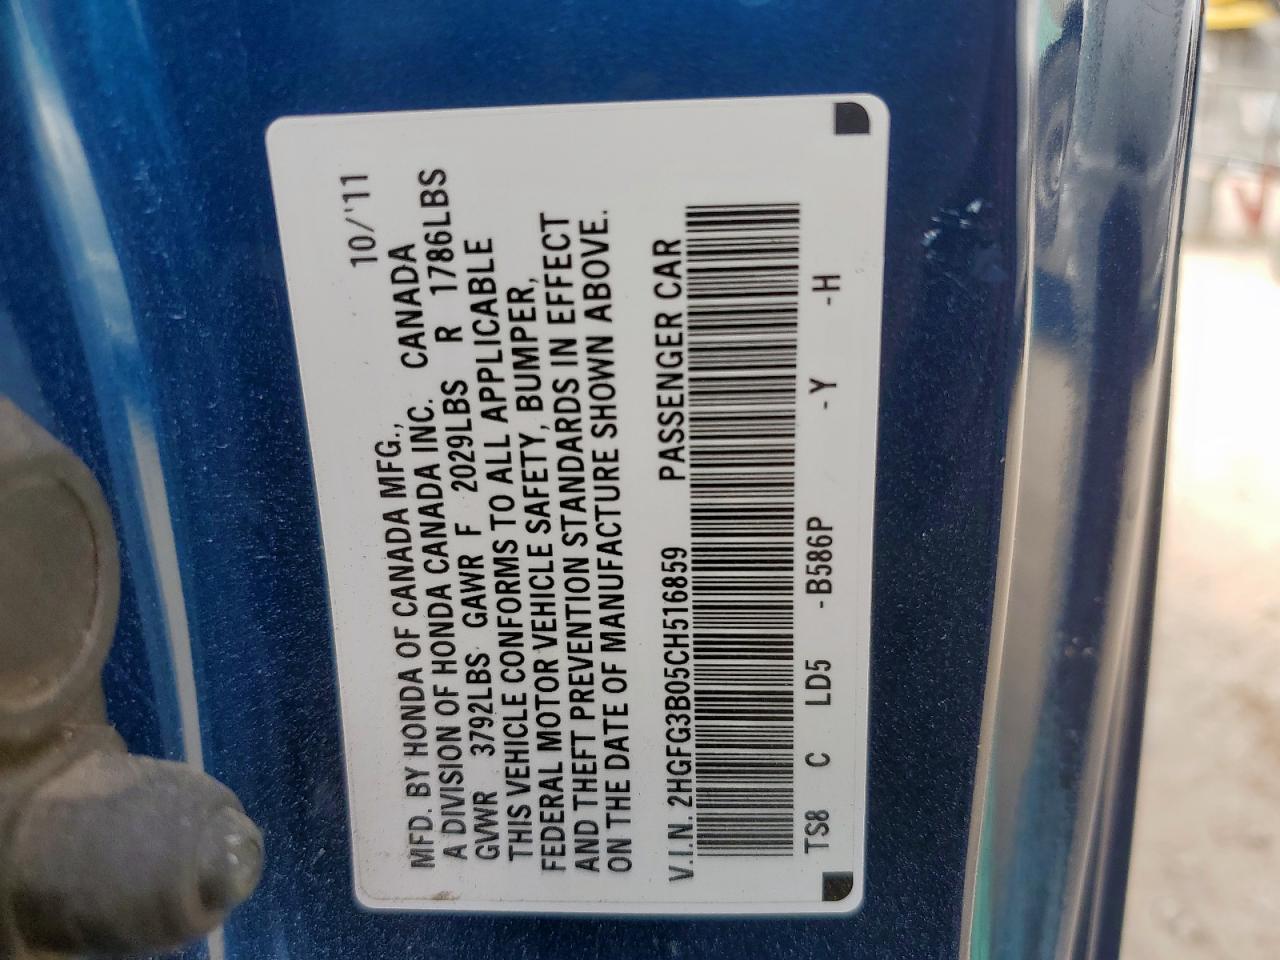 10/'11
MFD. BY HONDA OF CANADA MFG.,
A DIVISION OF HONDA CANADA INC. CANADA
GVWR 3792LBS GAWR F 2029LBS R 1786LBS
THIS VEHICLE CONFORMS TO ALL APPLICABLE
FEDERAL MOTOR VEHICLE SAFETY, BUMPER,
AND THEFT PREVENTION STANDARDS IN EFFECT
ON THE DATE OF MANUFACTURE SHOWN ABOVE.
V.I.N. 2HGFG3B05CH516859 PASSENGER CAR
TS8 C LD5 -B586P -Y -H